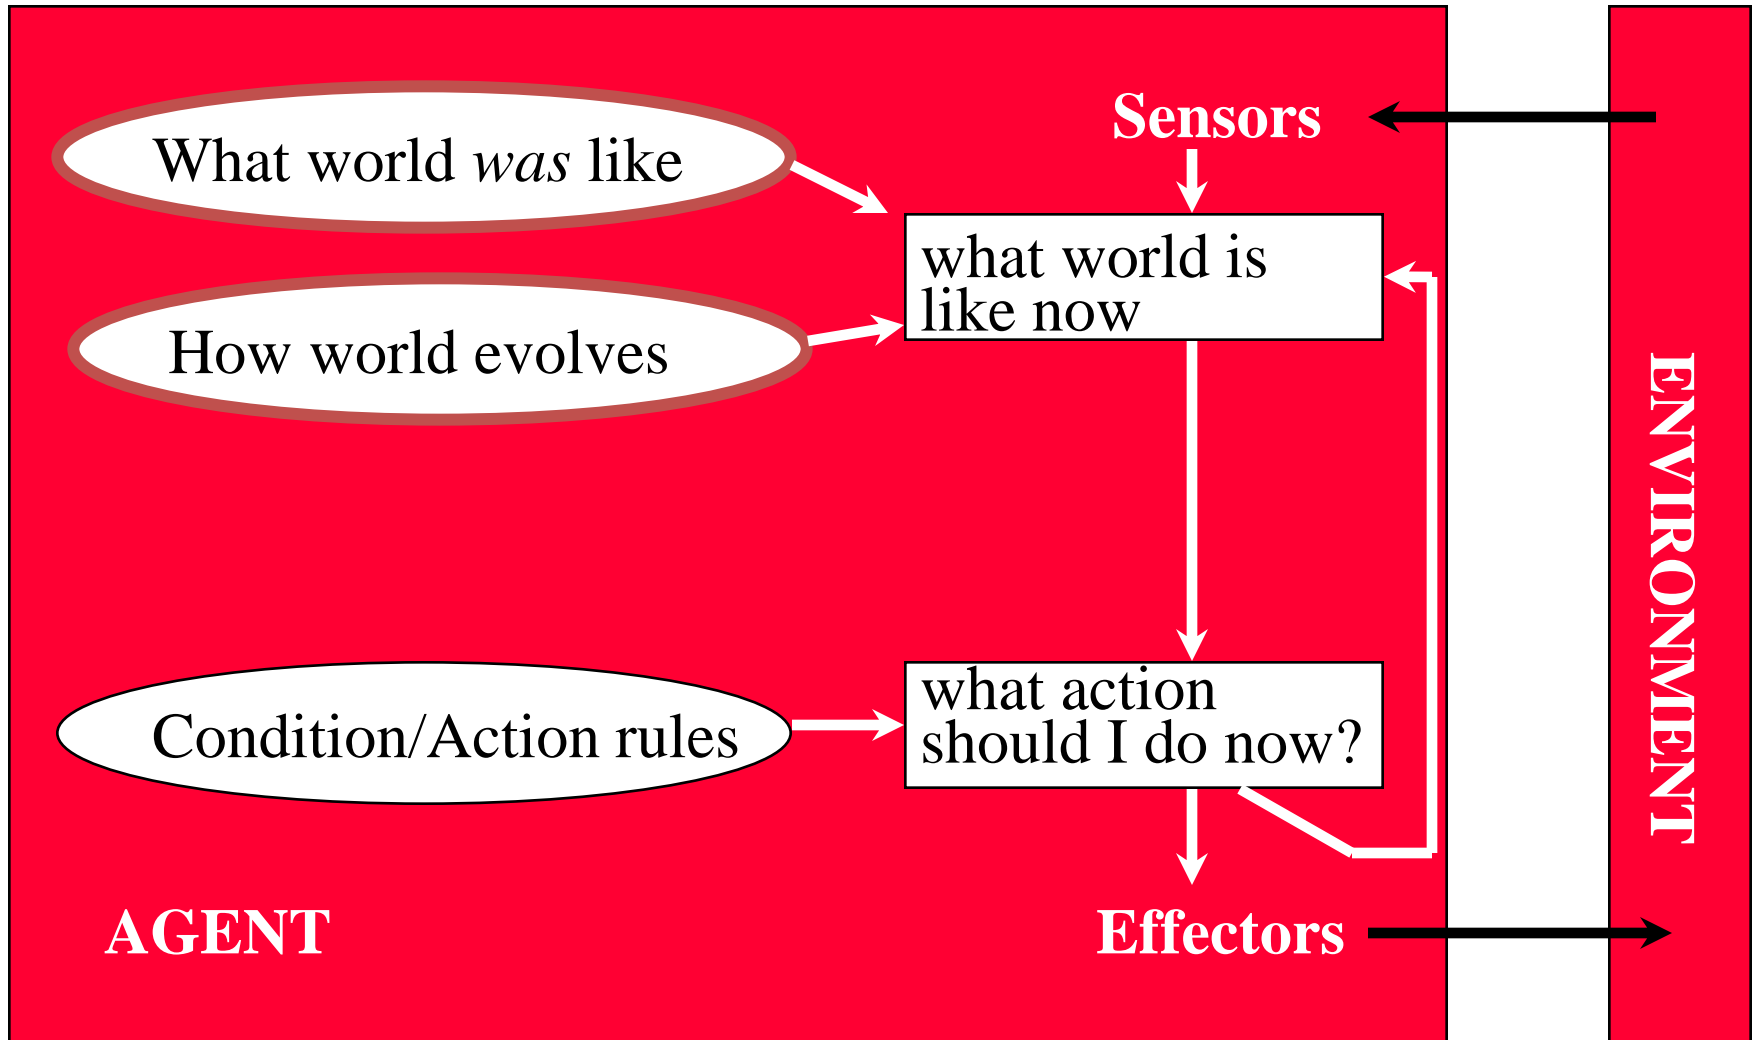 Sensors
What world was like
what world is
like now
How world evolves
ENVIRONMENT
what action
should I do now?
Condition/Action rules
AGENT
Effectors